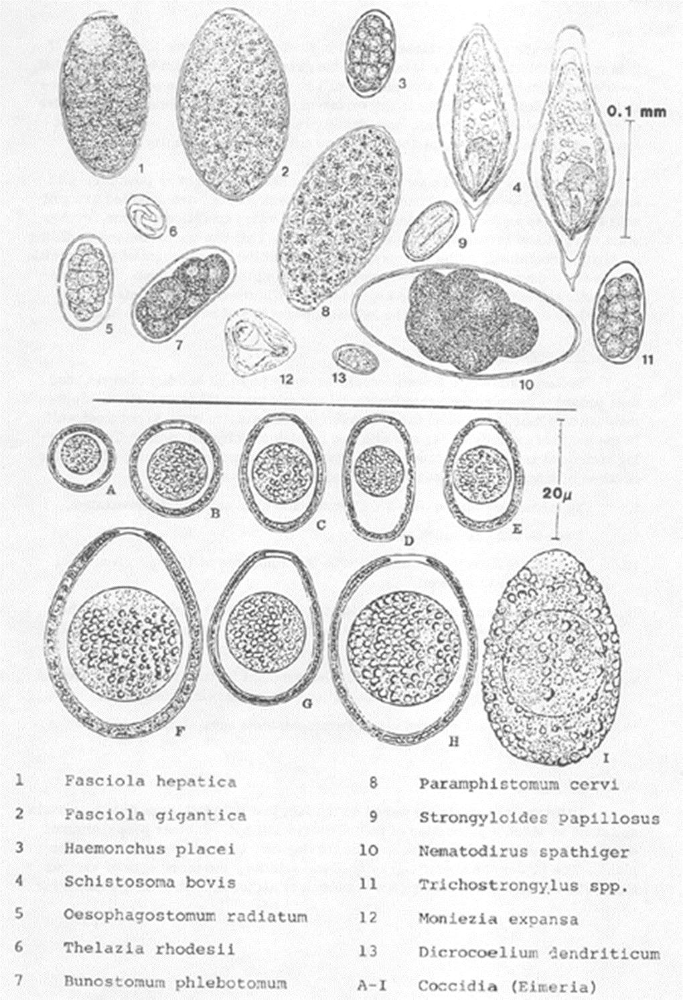 3
0.1 mm
1
2
4
6
9
8
5
7
11
12
13
10
A
B
C
D
E
20μ
F
G
H
I
1 Fasciola hepatica
2 Fasciola gigantica
3 Haemonchus placei
4 Schistosoma bovis
5 Oesophagostomum radiatum
6 Thelazia rhodesii
7 Bunostomum phlebotomum
8 Paramphistomum cervi
9 Strongyloides papillosus
10 Nematodirus spathiger
11 Trichostrongylus spp.
12 Moniezia expansa
13 Dicrocoelium dendriticum
A-I Coccidia (Eimeria)